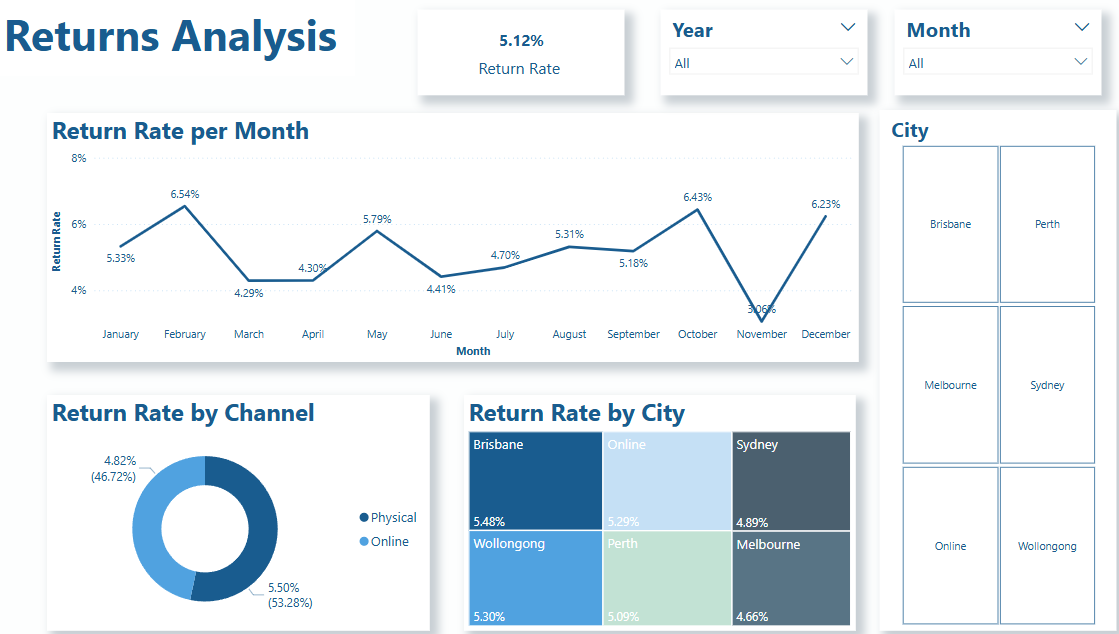 Returns Analysis
5.12%
Return Rate
Year
All
Month
All
Return Rate per Month
8%
6%
4%
Return Rate
5.33%
6.54%
4.29%
4.30%
5.79%
4.41%
4.70%
5.31%
5.18%
6.43%
3.06%
6.23%
January February March April May June July August September October November December
Month
City
Brisbane Perth
Melbourne Sydney
Online Wollongong
Return Rate by Channel
4.82%
(46.72%)
5.50%
(53.28%)
Physical
Online
Return Rate by City
Brisbane
5.48%
Online
5.29%
Sydney
4.89%
Wollongong
5.30%
Perth
5.09%
Melbourne
4.66%